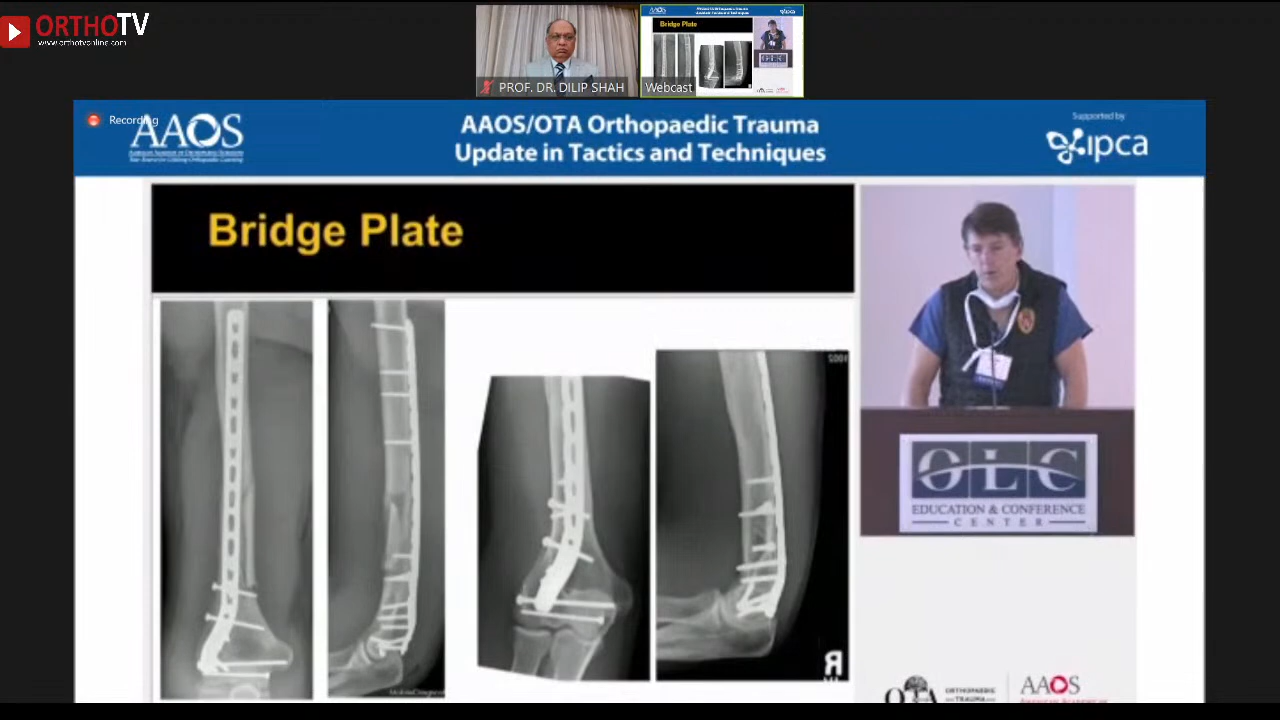 ORTHOTV
www.orthotvonline.com
PROF. DR. DILIP SHAH
Bridge Plate
Webcast
Recording
AAOS
AAOS/OTA Orthopaedic Trauma
Update in Tactics and Techniques
Supported by
ipca
Bridge Plate
1002
R
OLC
EDUCATION & CONFERENCE
CENTER
OTA
ORTHOPAEDIC
TRAUMA
AAOS